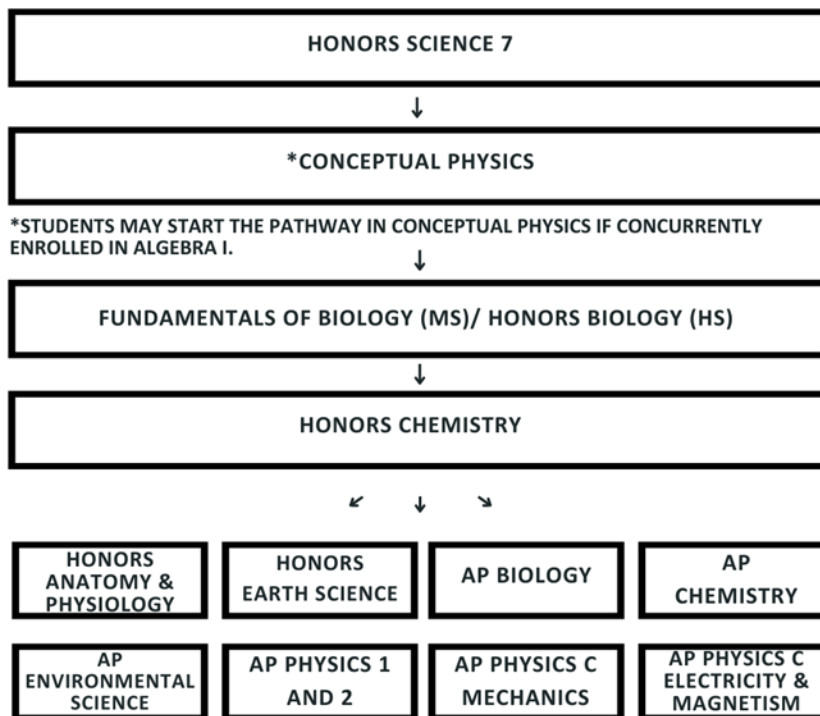 HONORS SCIENCE 7
↓
*CONCEPTUAL PHYSICS
*STUDENTS MAY START THE PATHWAY IN CONCEPTUAL PHYSICS IF CONCURRENTLY
ENROLLED IN ALGEBRA I.
↓
FUNDAMENTALS OF BIOLOGY (MS)/ HONORS BIOLOGY (HS)
↓
HONORS CHEMISTRY
↙ ↓ ↘
HONORS
ANATOMY &
PHYSIOLOGY
HONORS
EARTH SCIENCE
AP BIOLOGY
AP
CHEMISTRY
AP
ENVIRONMENTAL
SCIENCE
AP PHYSICS 1
AND 2
AP PHYSICS C
MECHANICS
AP PHYSICS C
ELECTRICITY &
MAGNETISM